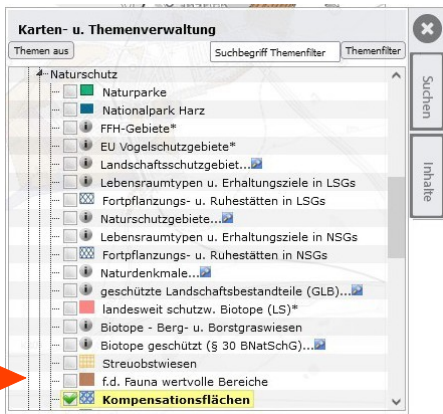 Karten- u. Themenverwaltung
Themen aus
Suchbegriff Themenfilter
Themenfilter
Suchen
Inhalte
Naturschutz
Naturparke
Nationalpark Harz
FFH-Gebiete*
EU Vogelschutzgebiete*
Landschaftsschutzgebiet...
Lebensraumtypen u. Erhaltungsziele in LSGs
Fortpflanzungs- u. Ruhestätten in LSGs
Naturschutzgebiete...
Lebensraumtypen u. Erhaltungsziele in NSGs
Fortpflanzungs- u. Ruhestätten in NSGs
Naturdenkmale...
geschützte Landschaftsbestandteile (GLB)...
landesweit schutzw. Biotope (LS)*
Biotope - Berg- u. Borstgraswiesen
Biotope geschützt (§ 30 BNatSchG)...
Streuobstwiesen
f.d. Fauna wertvolle Bereiche
Kompensationsflächen